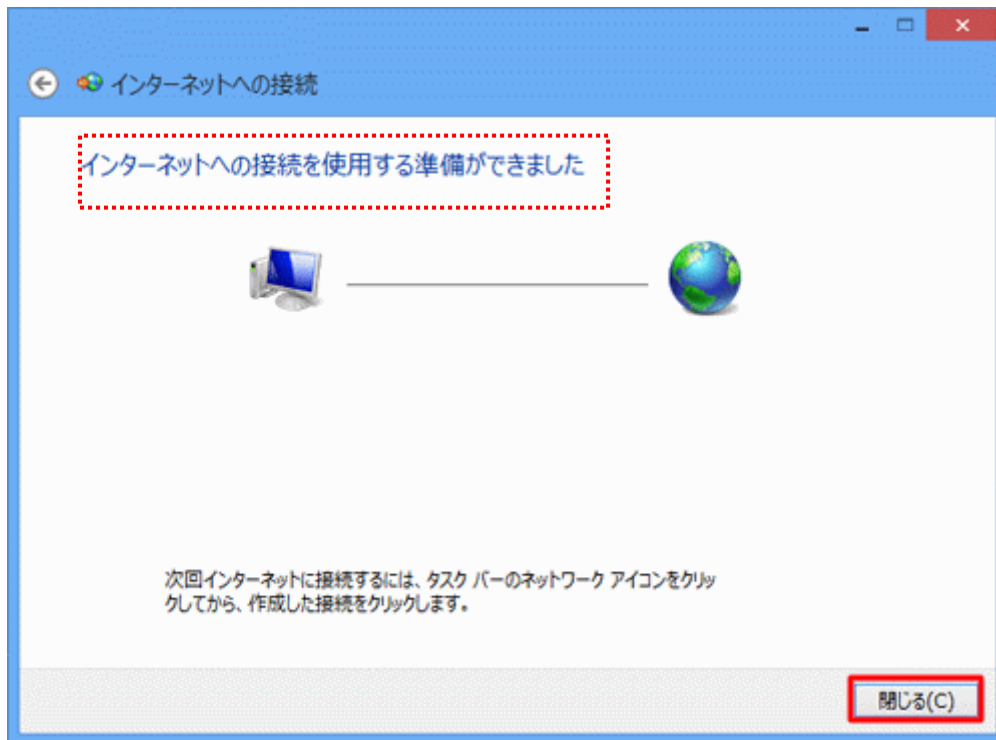 インターネットへの接続
インターネットへの接続を使用する準備ができました
次回インターネットに接続するには、タスク バーのネットワーク アイコンをクリッ
クしてから、作成した接続をクリックします。
閉じる(C)